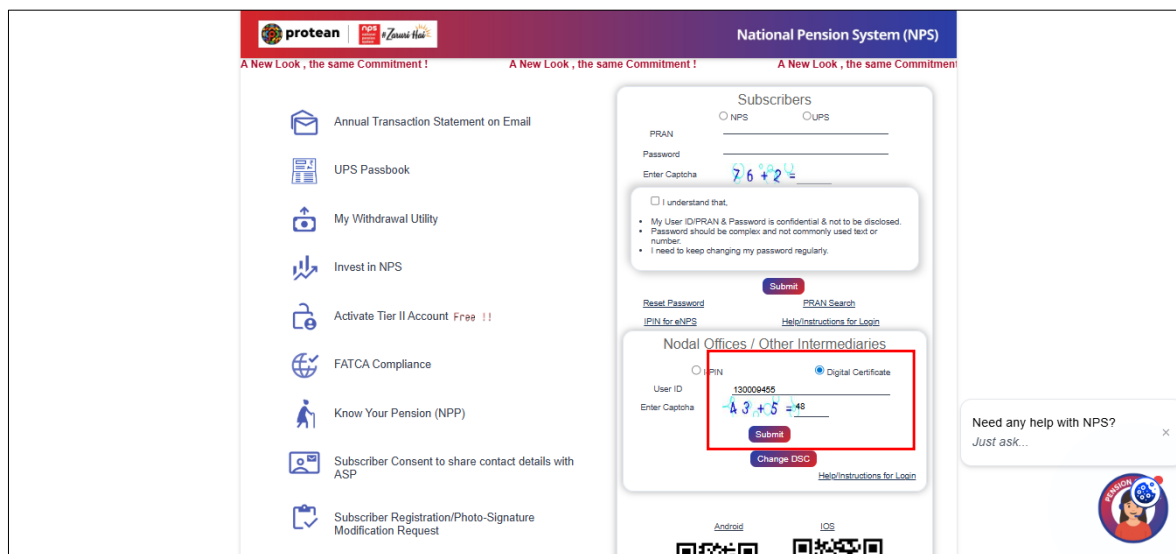 protean
nps
#Zaruri Hai
National Pension System (NPS)
A New Look , the same Commitment !
A New Look , the same Commitment !
A New Look , the same Commitment
Annual Transaction Statement on Email
UPS Passbook
My Withdrawal Utility
Invest in NPS
Activate Tier II Account Free !!
FATCA Compliance
Know Your Pension (NPP)
Subscriber Consent to share contact details with
ASP
Subscriber Registration/Photo-Signature
Modification Request
Subscribers
NPS UPS
PRAN
Password
Enter Captcha 76 + 2 =
I understand that,
My User ID/PRAN & Password is confidential & not to be disclosed.
Password should be complex and not commonly used text or
number.
I need to keep changing my password regularly.
Submit
Reset Password PRAN Search
IPIN for eNPS Help/Instructions for Login
Nodal Offices / Other Intermediaries
I-PIN Digital Certificate
User ID 130009455
Enter Captcha 43 + 5 = 48
Submit
Change DSC
Help/Instructions for Login
Android IOS
Need any help with NPS?
Just ask...
×
PENSION